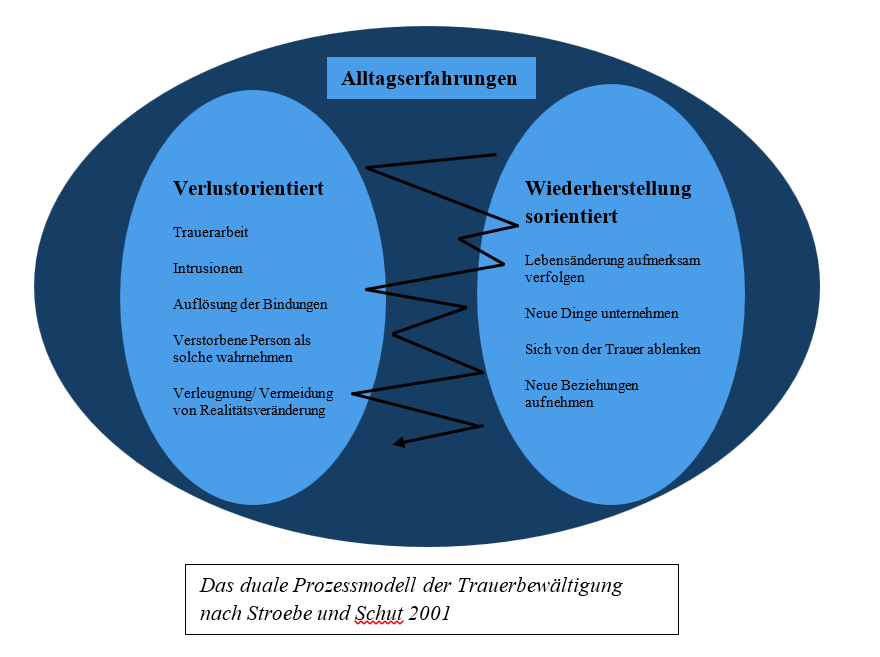 Alltagserfahrungen
Verlustorientiert
Trauerarbeit
Intrusionen
Auflösung der Bindungen
Verstorbene Person als
solche wahrnehmen
Verleugnung/ Vermeidung
von Realitätsveränderung
Wiederherstellung
sorientiert
Lebensänderung aufmerksam
verfolgen
Neue Dinge unternehmen
Sich von der Trauer ablenken
Neue Beziehungen
aufnehmen
Das duale Prozessmodell der Trauerbewältigung
nach Stroebe und Schut 2001